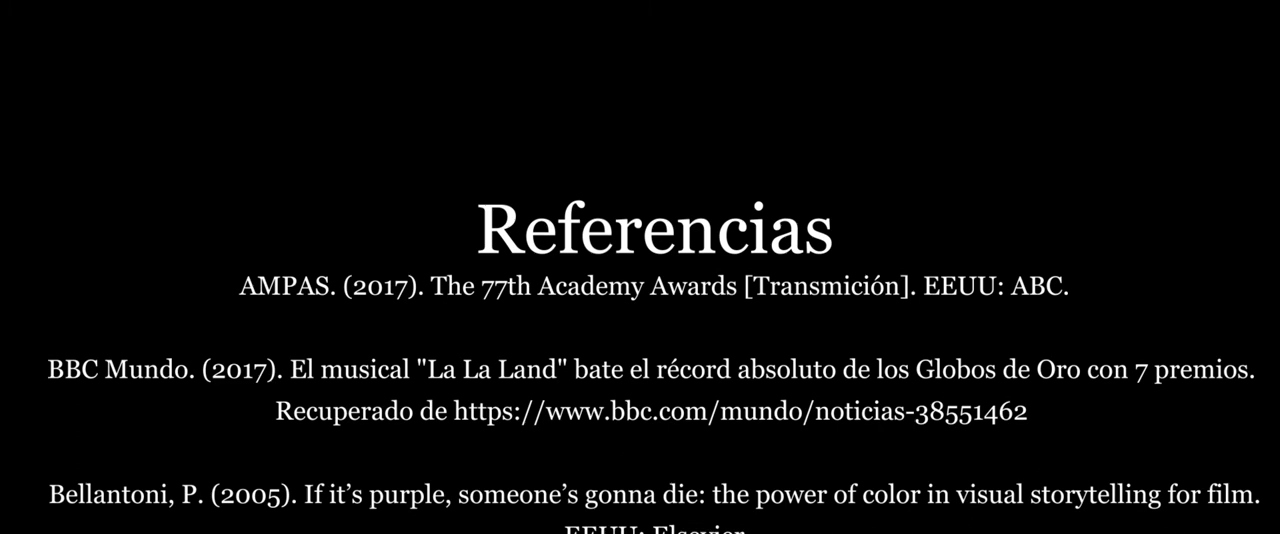 Referencias
AMPAS. (2017). The 77th Academy Awards [Transmición]. EEUU: ABC.
BBC Mundo. (2017). El musical "La La Land" bate el récord absoluto de los Globos de Oro con 7 premios.
Recuperado de https://www.bbc.com/mundo/noticias-38551462
Bellantoni, P. (2005). If it’s purple, someone’s gonna die: the power of color in visual storytelling for film.
EEUU: Elsevier